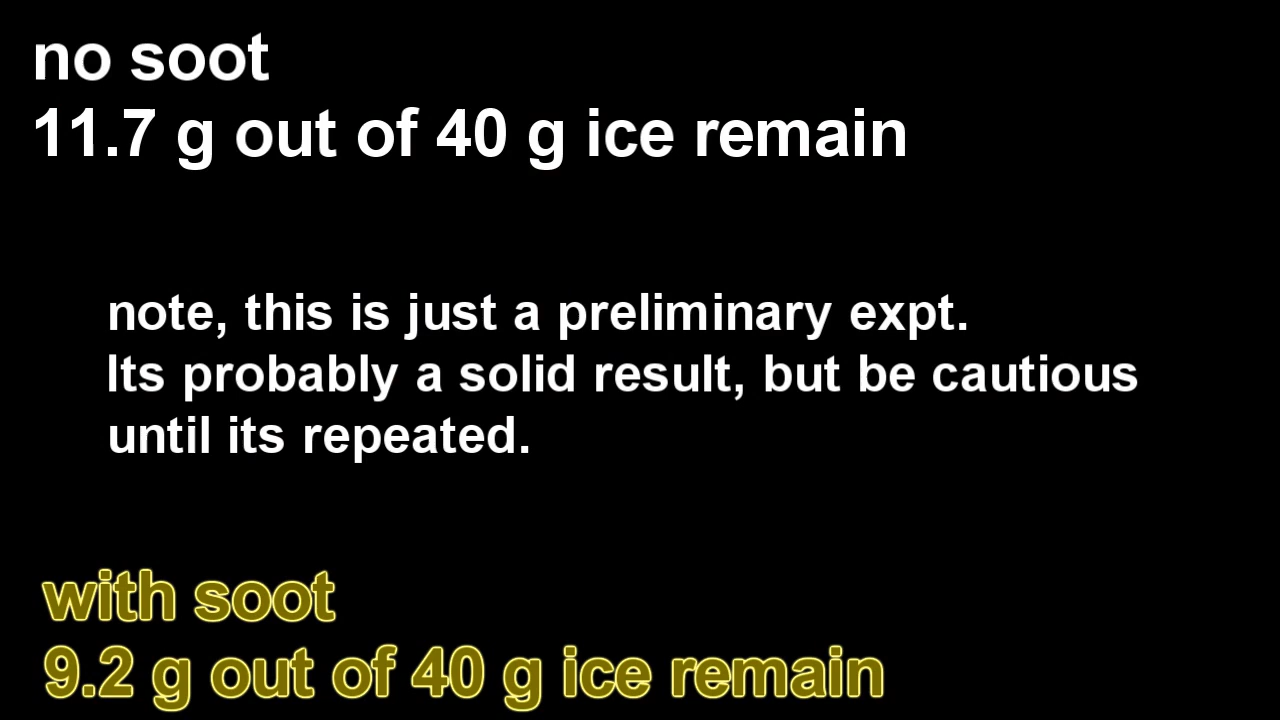 no soot
11.7 g out of 40 g ice remain
note, this is just a preliminary expt.
Its probably a solid result, but be cautious
until its repeated.
with soot
9.2 g out of 40 g ice remain